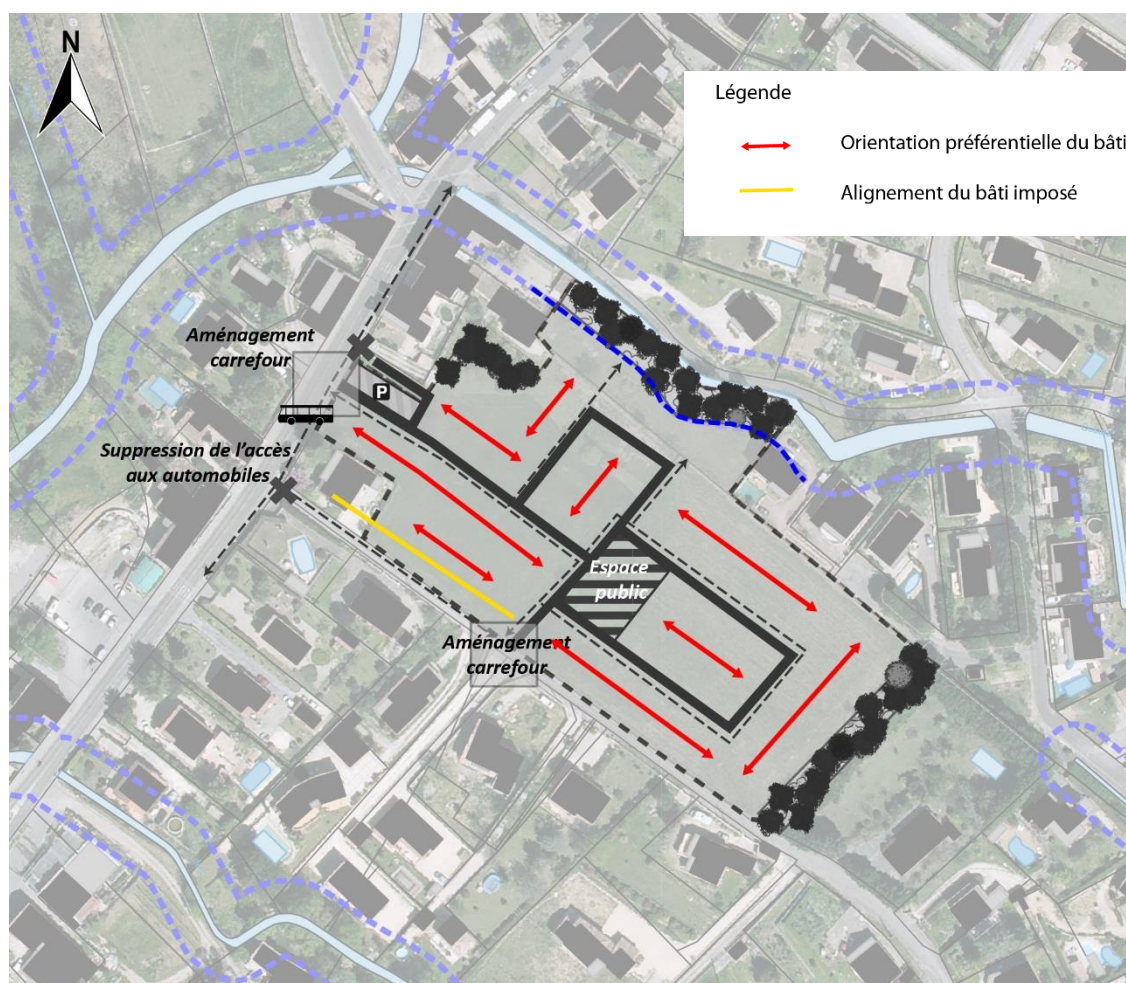 N
Légende
Orientation préférentielle du bâti
Alignement du bâti imposé
Aménagement
carrefour
P
Suppression de l'accès
aux automobiles
Espace
public
Aménagement
carrefour